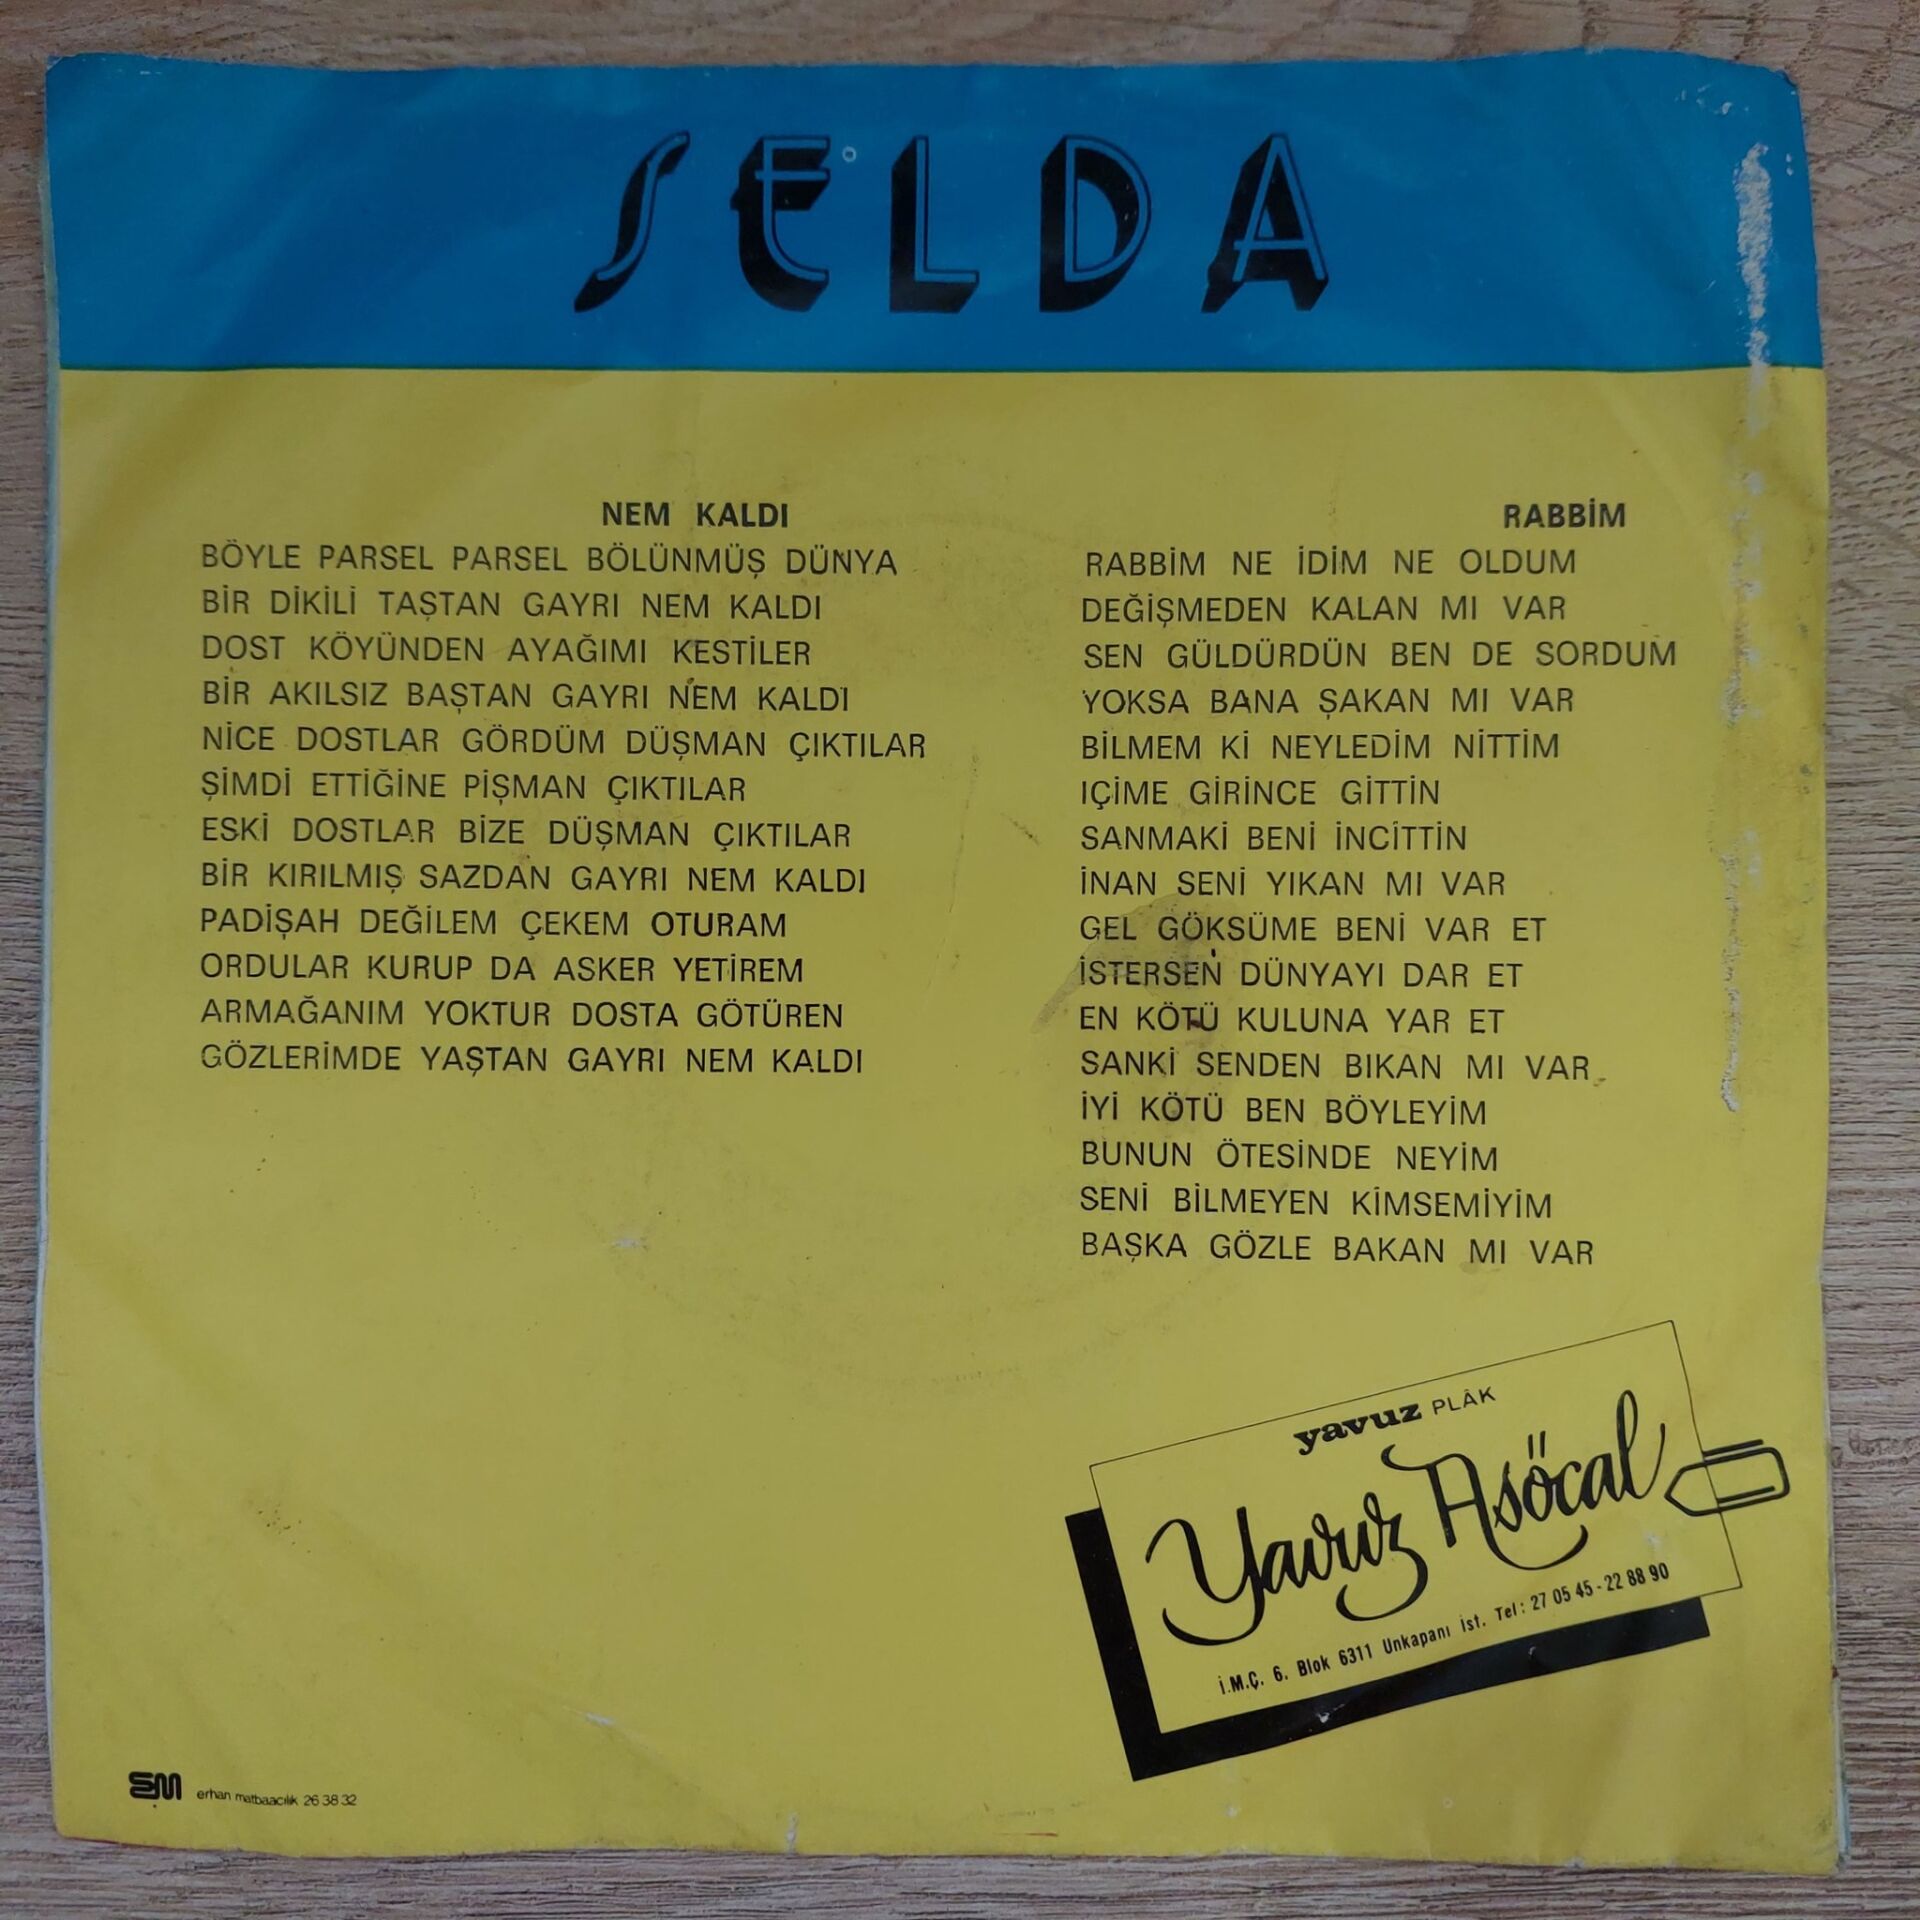 SELDA
NEM KALDI
BÖYLE PARSEL PARSEL BÖLÜNMÜŞ DÜNYA
BİR DİKİLİ TAŞTAN GAYRI NEM KALDI
DOST KÖYÜNDEN AYAĞIMI KESTİLER
BİR AKILSIZ BAŞTAN GAYRI NEM KALDI
NİCE DOSTLAR GÖRDÜM DÜŞMAN ÇIKTILAR
ŞİMDİ ETTİĞİNE PİŞMAN ÇIKTILAR
ESKİ DOSTLAR BİZE DÜŞMAN ÇIKTILAR
BİR KIRILMIŞ SAZDAN GAYRI NEM KALDI
PADİŞAH DEĞİLEM ÇEKEM OTURAM
ORDULAR KURUP DA ASKER YETİREM
ARMAĞANIM YOKTUR DOSTA GÖTÜREN
GÖZLERİMDE YAŞTAN GAYRI NEM KALDI
RABBİM
RABBİM NE İDİM NE OLDUM
DEĞİŞMEDEN KALAN MI VAR
SEN GÜLDÜRDÜN BEN DE SORDUM
YOKSA BANA ŞAKAN MI VAR
BİLMEM Kİ NEYLEDİM NİTTİM
IÇİME GİRİNCE GİTTİN
SANMAKİ BENİ İNCİTTİN
İNAN SENİ YIKAN MI VAR
GEL GÖKSÜME BENİ VAR ET
İSTERSEN DÜNYAYI DAR ET
EN KÖTÜ KULUNA YAR ET
SANKİ SENDEN BIKAN MI VAR
İYİ KÖTÜ BEN BÖYLEYİM
BUNUN ÖTESİNDE NEYİM
SENİ BİLMEYEN KİMSEMİYİM
BAŞKA GÖZLE BAKAN MI VAR
yavuz PLÂK
Yavuz Asöcal
İ.M.Ç. 6. Blok 6311 Unkapanı İst. Tel: 27 05 45 - 22 88 90
EM erhan matbaacılık 26 38 32